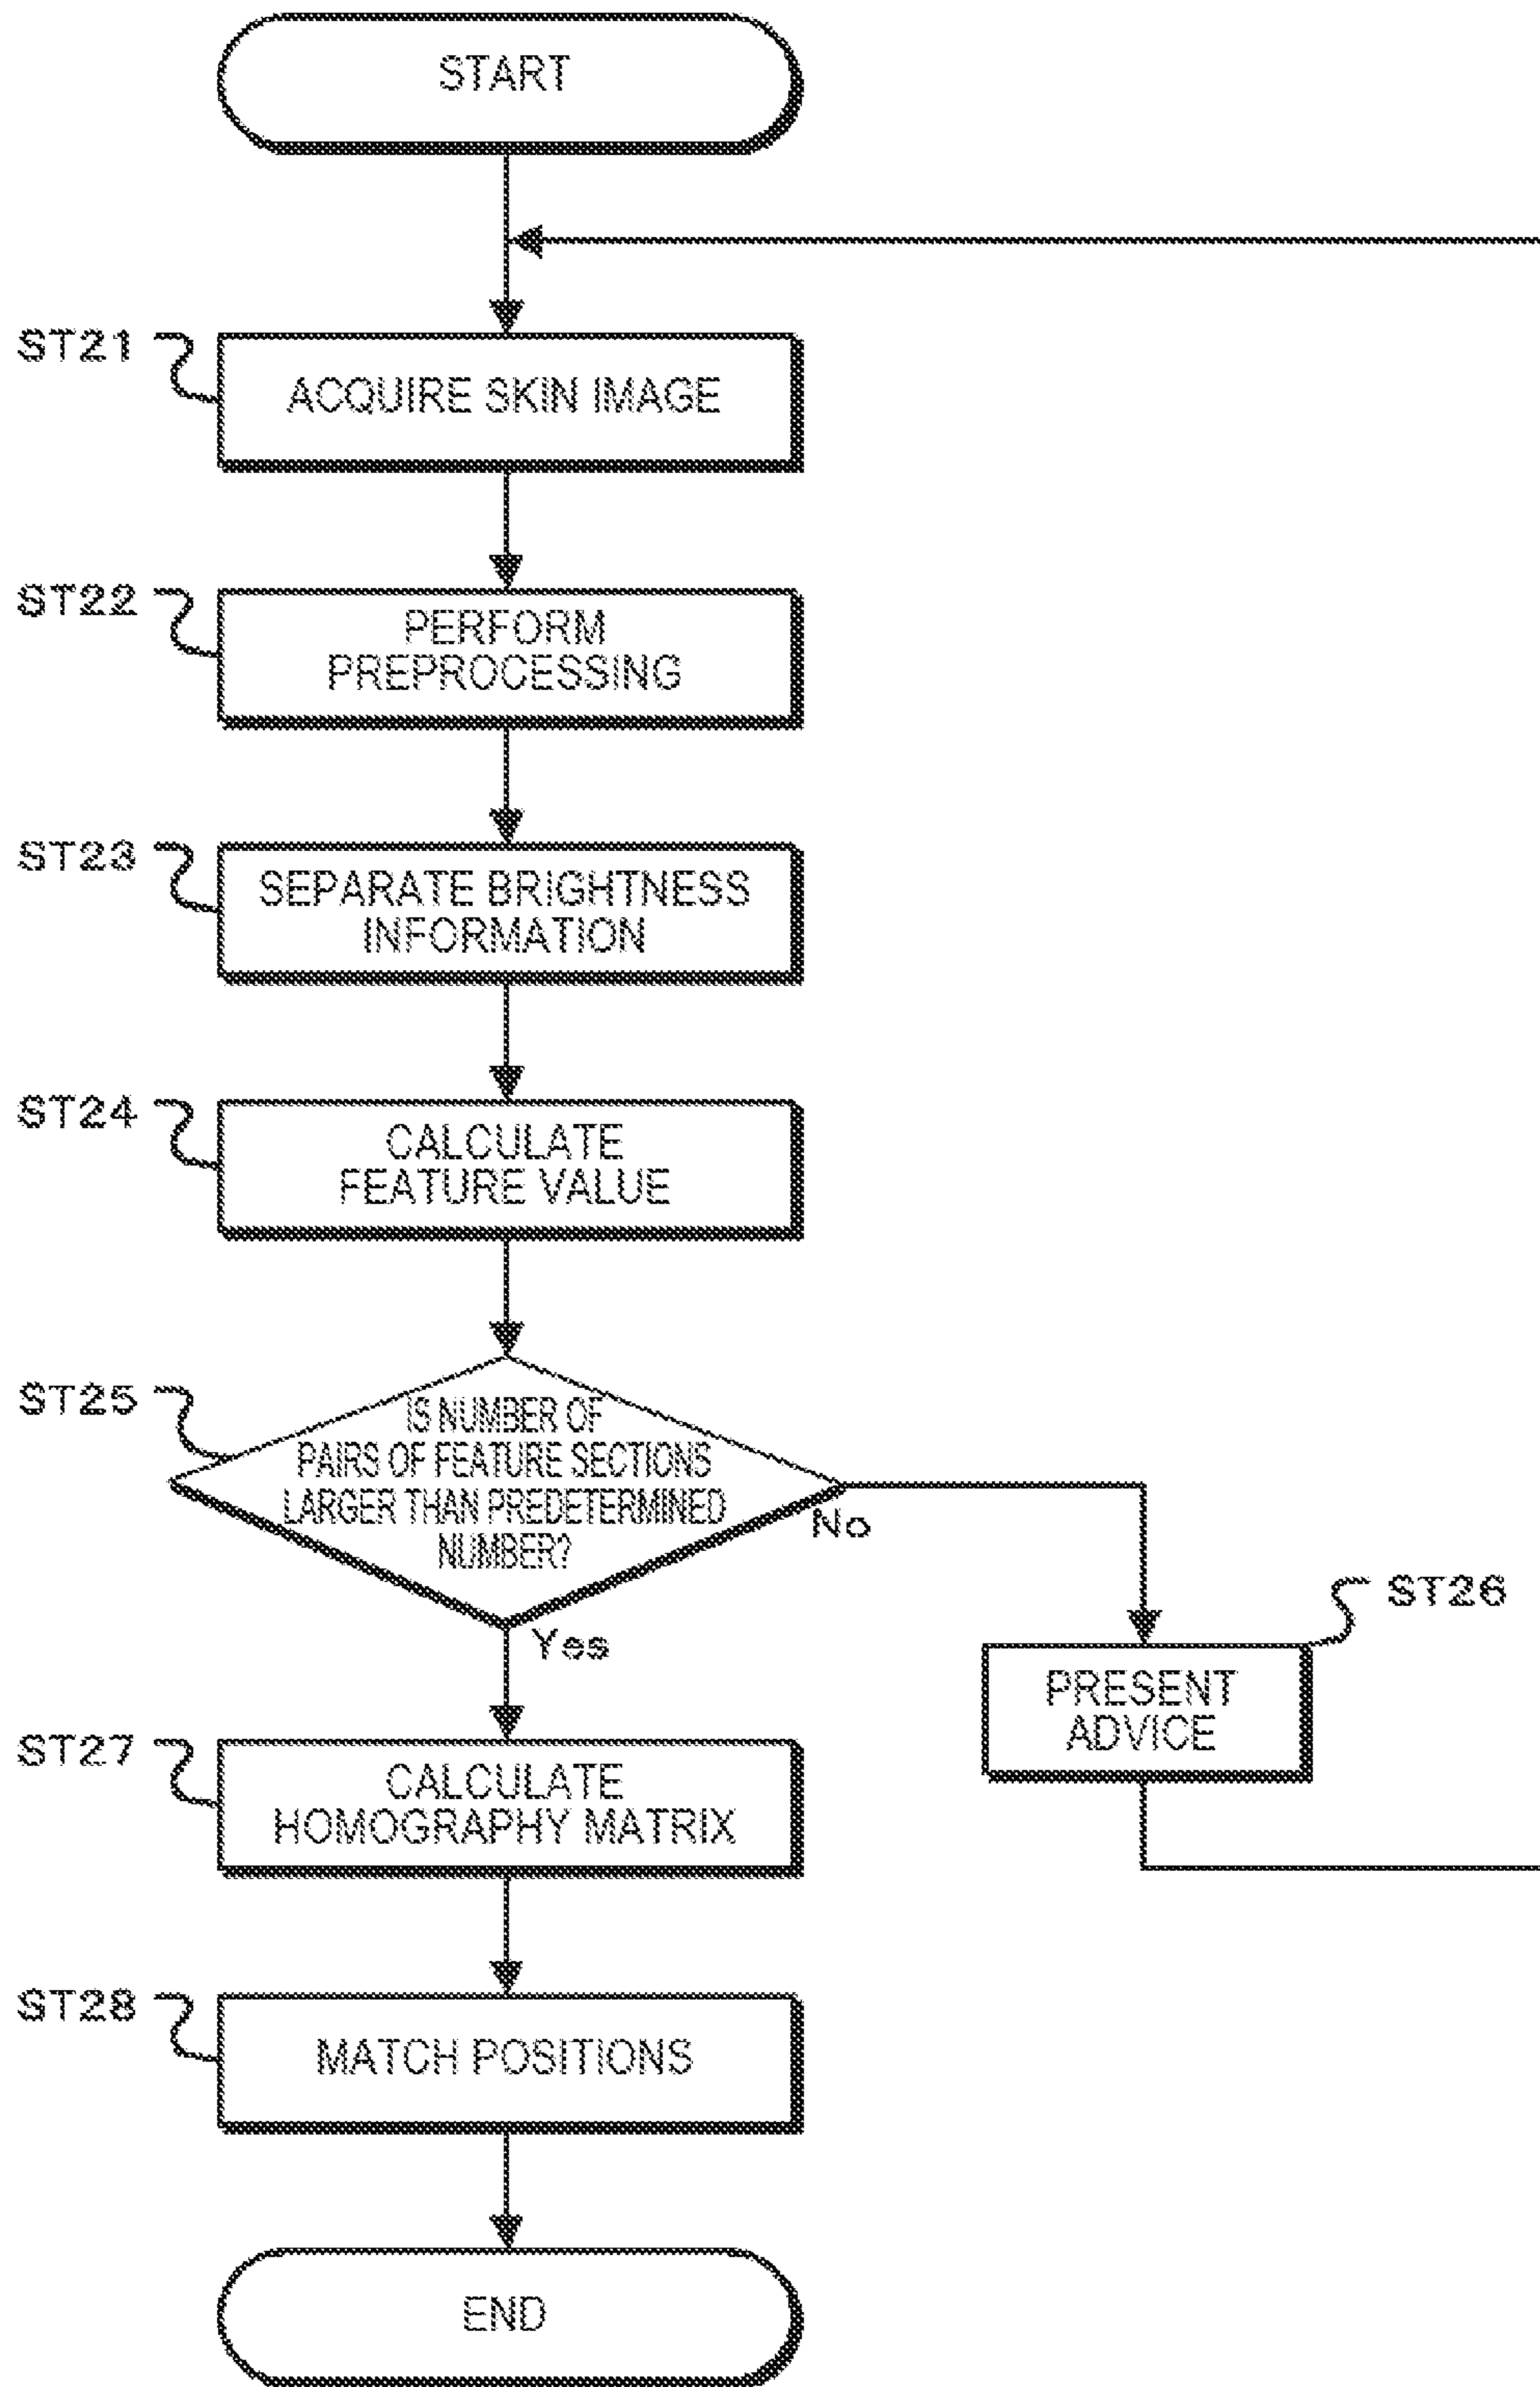 START
ST21
ACQUIRE SKIN IMAGE
ST22
PERFORM
PREPROCESSING
ST23
SEPARATE BRIGHTNESS
INFORMATION
ST24
CALCULATE
FEATURE VALUE
ST25
IS NUMBER OF
PAIRS OF FEATURE SECTIONS
LARGER THAN PREDETERMINED
NUMBER?
No
Yes
ST26
PRESENT
ADVICE
ST27
CALCULATE
HOMOGRAPHY MATRIX
ST28
MATCH POSITIONS
END